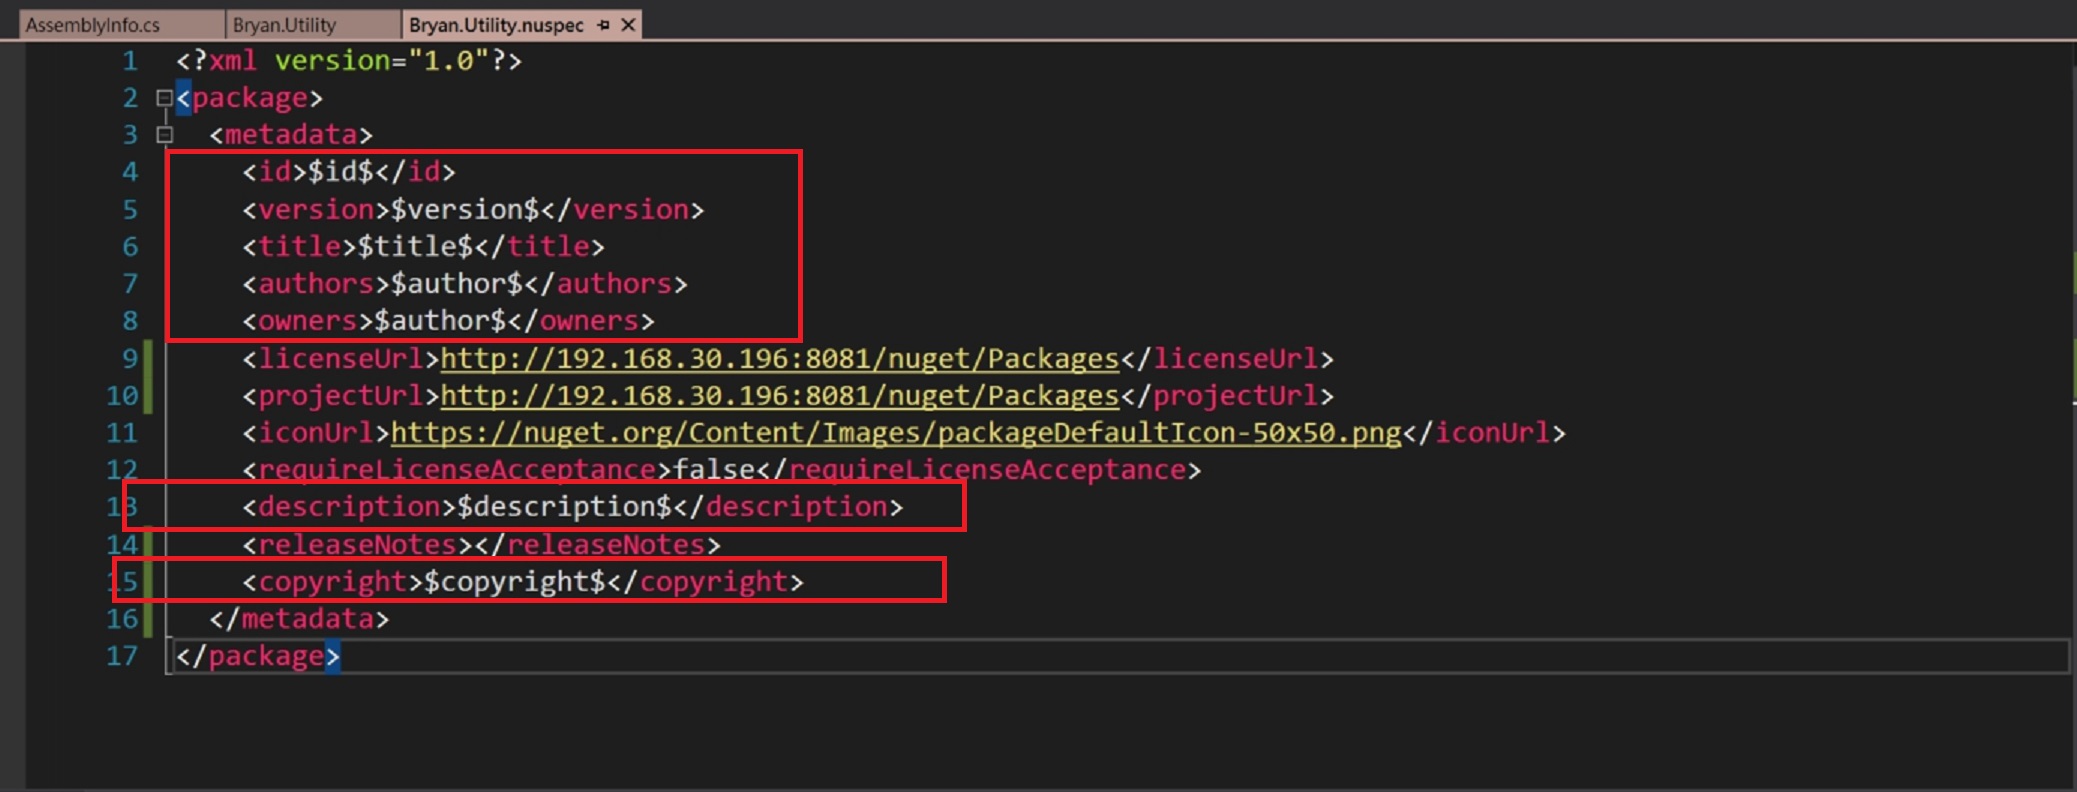 AssemblyInfo.cs Bryan.Utility Bryan.Utility.nuspec
1 <?xml version="1.0"?>
2 <package>
3 <metadata>
4 <id>$id$</id>
5 <version>$version$</version>
6 <title>$title$</title>
7 <authors>$author$</authors>
8 <owners>$author$</owners>
9 <licenseUrl>http://192.168.30.196:8081/nuget/Packages</licenseUrl>
10 <projectUrl>http://192.168.30.196:8081/nuget/Packages</projectUrl>
11 <iconUrl>https://nuget.org/Content/Images/packageDefaultIcon-50x50.png</iconUrl>
12 <requireLicenseAcceptance>false</requireLicenseAcceptance>
13 <description>$description$</description>
14 <releaseNotes></releaseNotes>
15 <copyright>$copyright$</copyright>
16 </metadata>
17 </package>